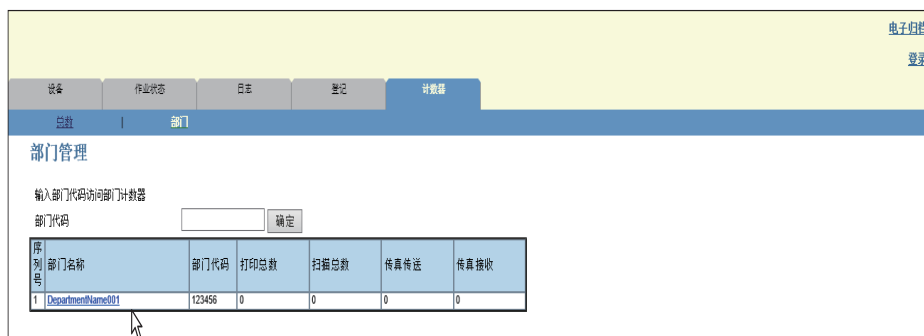 电子归档
登录
设备 作业状态 日志 登记 计数器
总数 | 部门
部门管理
输入部门代码访问部门计数器
部门代码 确定
序列号 部门名称 部门代码 打印总数 扫描总数 传真传送 传真接收
1 DepartmentName001 123456 0 0 0 0